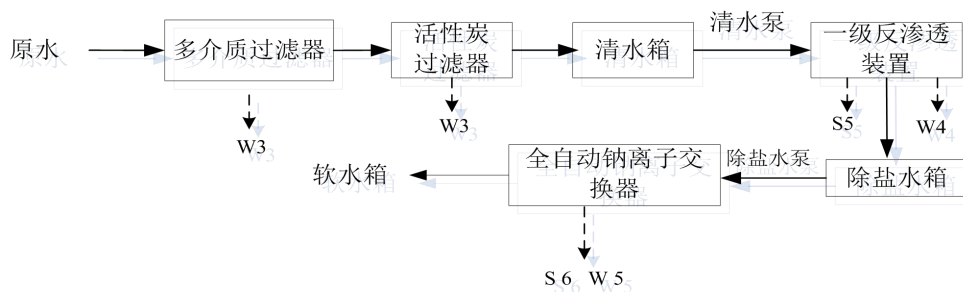 原水
多介质过滤器
活性炭
过滤器
清水箱
清水泵
一级反渗透
装置
W3
W3
S5
W4
软水箱
全自动钠离子交
换器
除盐水泵
除盐水箱
S 6 W 5